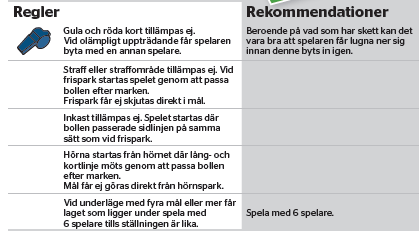 Regler
Rekommendationer
Gula och röda kort tillämpas ej.
Vid olämpligt uppträdande får spelaren
byta med en annan spelare.
Beroende på vad som har skett kan det
vara bra att spelaren får lugna ner sig
innan denne byts in igen.
Straff eller straffområde tillämpas ej. Vid
frispark startas spelet genom att passa
bollen efter marken.
Frispark får ej skjutas direkt i mål.
Inkast tillämpas ej. Spelet startas där
bollen passerade sidlinjen på samma
sätt som vid frispark.
Hörna startas från hörnet där lång- och
kortlinje möts genom att passa bollen
efter marken.
Mål får ej göras direkt från hörnspark.
Vid underläge med fyra mål eller mer får
laget som ligger under spela med
6 spelare tills ställningen är lika.
Spela med 6 spelare.